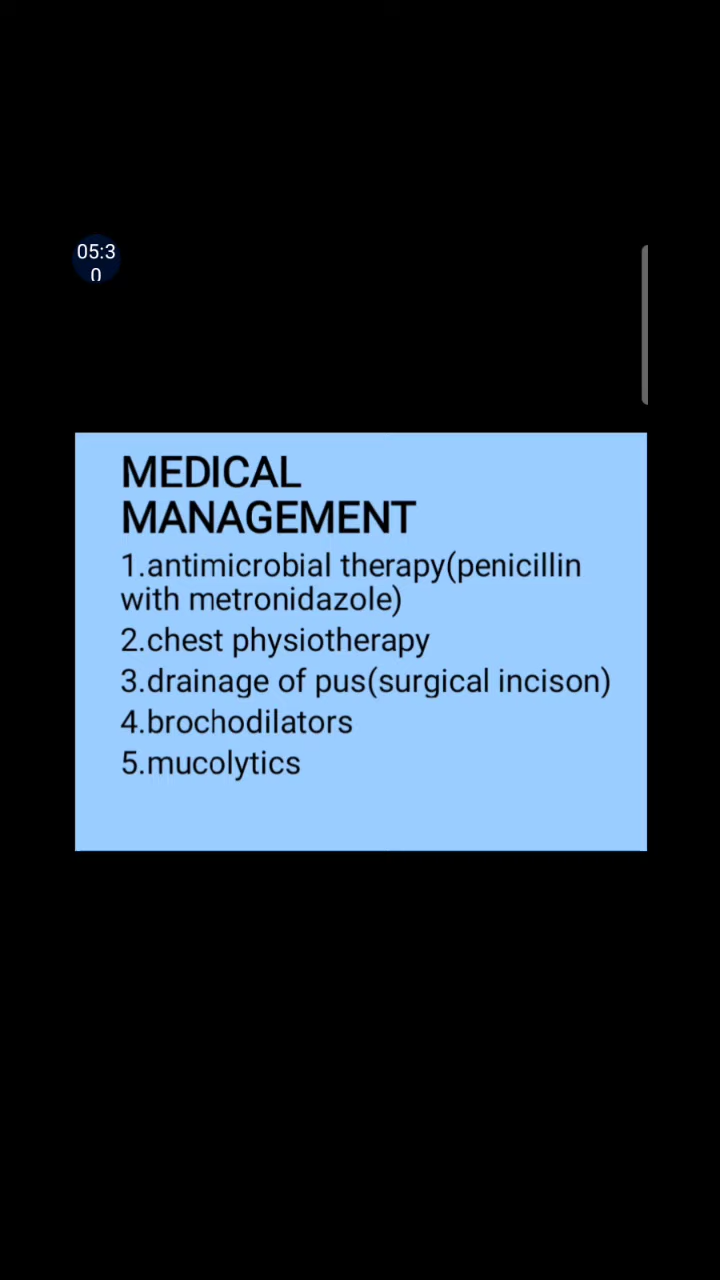 05:3
0
MEDICAL
MANAGEMENT
1.antimicrobial therapy(penicillin
with metronidazole)
2.chest physiotherapy
3.drainage of pus(surgical incison)
4.brochodilators
5.mucolytics